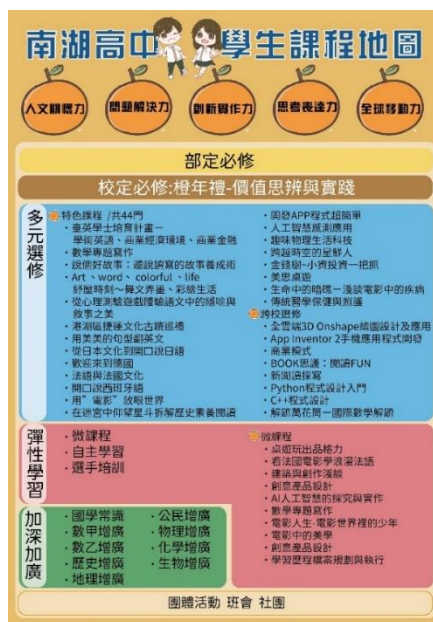 南湖高中
學生課程地圖
人文關懷力
問題解決力
創新實作力
思考表達力
全球移動力
部定必修
校定必修:橙年禮-價值思辨與實踐
多元選修
特色課程 /共44門
・臺英學士培育計畫－
學術英語、商業經濟環境、商業金融
・數學專題寫作
・說個好故事：聽說讀寫的故事養成術
・Art、word、colorful、life
紓壓時刻～舞文弄墨、彩繪生活
・從心理測驗遊戲體驗語文中的感唸與
敘事之美
・港湖區捷運文化古蹟巡禮
・用美美的句型翻英文
・從日本文化到開口說日語
・歡迎來到德國
・法語與法國文化
・開口說西班牙語
・用"電影"放眼世界
・在迷宮中仰望星斗拆解歷史素養閱讀
・開發APP程式超簡單
・人工智慧感測應用
・趣味物理生活科技
・跨越時空的星鮮人
・金錢樹~小資投資一把抓
・美思桌遊
・生命中的暗礁－淺談電影中的疾病
・傳統醫學保健與照護
跨校選修
・全雲端3D Onshape繪圖設計及應用
・App Inventor 2手機應用程式開發
・商業模式
・BOOK思議：閱讀FUN
・新聞讀採寫
・Python程式設計入門
・C++程式設計
・解題萬花筒－國際數學解題
彈性學習
・微課程
・自主學習
・選手培訓
微課程
・桌遊玩出品格力
・看法國電影學浪漫法語
・建築與創作淺談
・創意產品設計
・AI人工智慧的探究與實作
・數學專題寫作
・電影人生-電影世界裡的少年
・電影中的美學
・創意產品設計
・學習歷程檔案規劃與執行
加深加廣
・國學常識
・數甲增廣
・數乙增廣
・歷史增廣
・地理增廣
・公民增廣
・物理增廣
・化學增廣
・生物增廣
團體活動 班會 社團